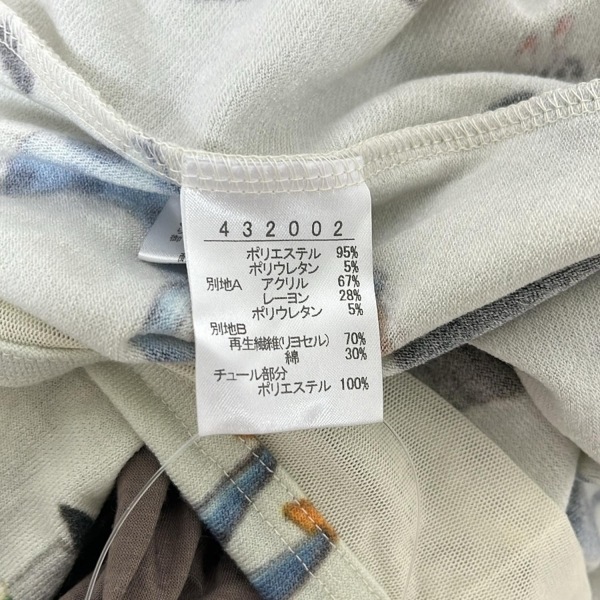 432002
ポリエステル 95%
ポリウレタン 5%
別地A アクリル 67%
レーヨン 28%
ポリウレタン 5%
別地B
再生繊維(リヨセル) 70%
綿 30%
チュール部分
ポリエステル 100%